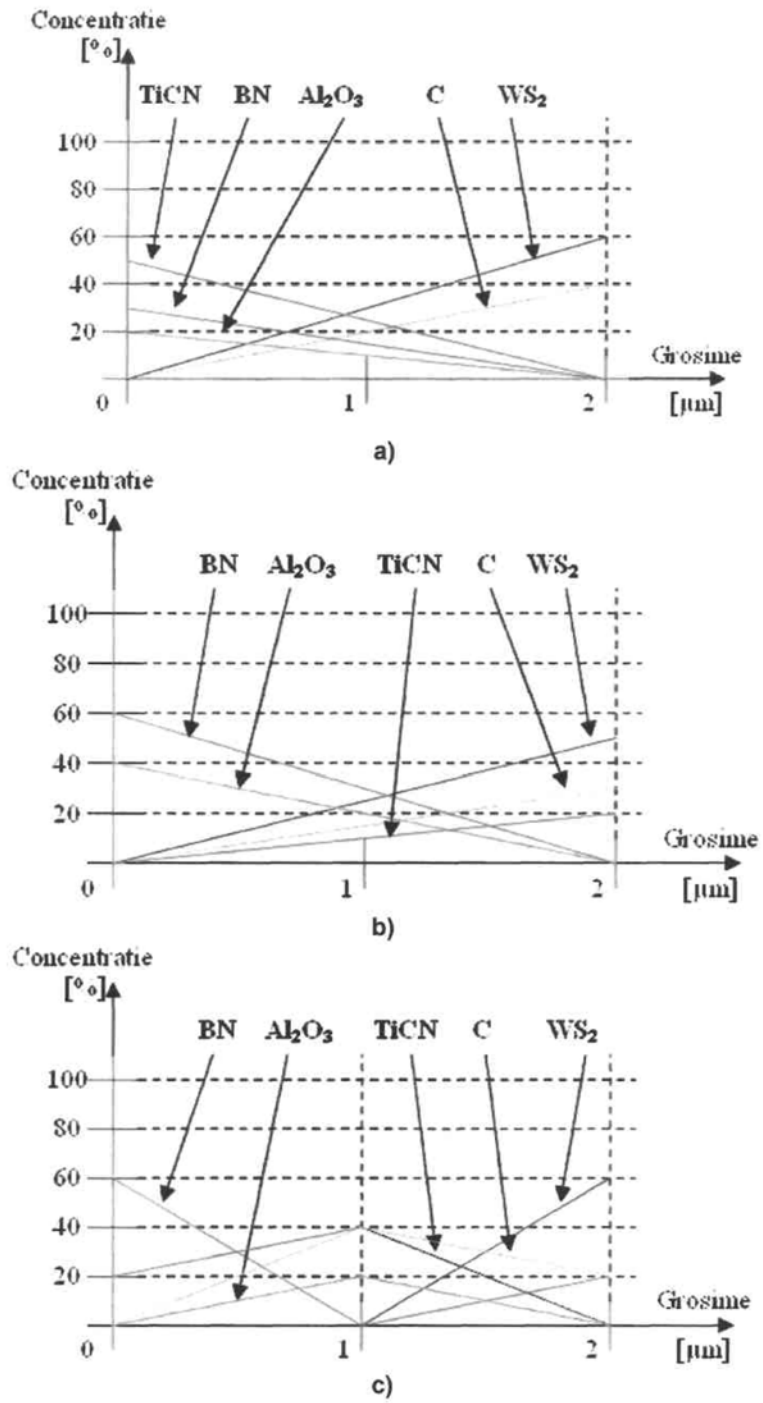 Concentratie
[%]
TiCN BN Al₂O₃ C WS₂
100
80
60
40
20
Grosime
0 1 2 [μm]
a)
Concentratie
[%]
BN Al₂O₃ TiCN C WS₂
100
80
60
40
20
Grosime
0 1 2 [μm]
b)
Concentratie
[%]
BN Al₂O₃ TiCN C WS₂
100
80
60
40
20
Grosime
0 1 2 [μm]
c)